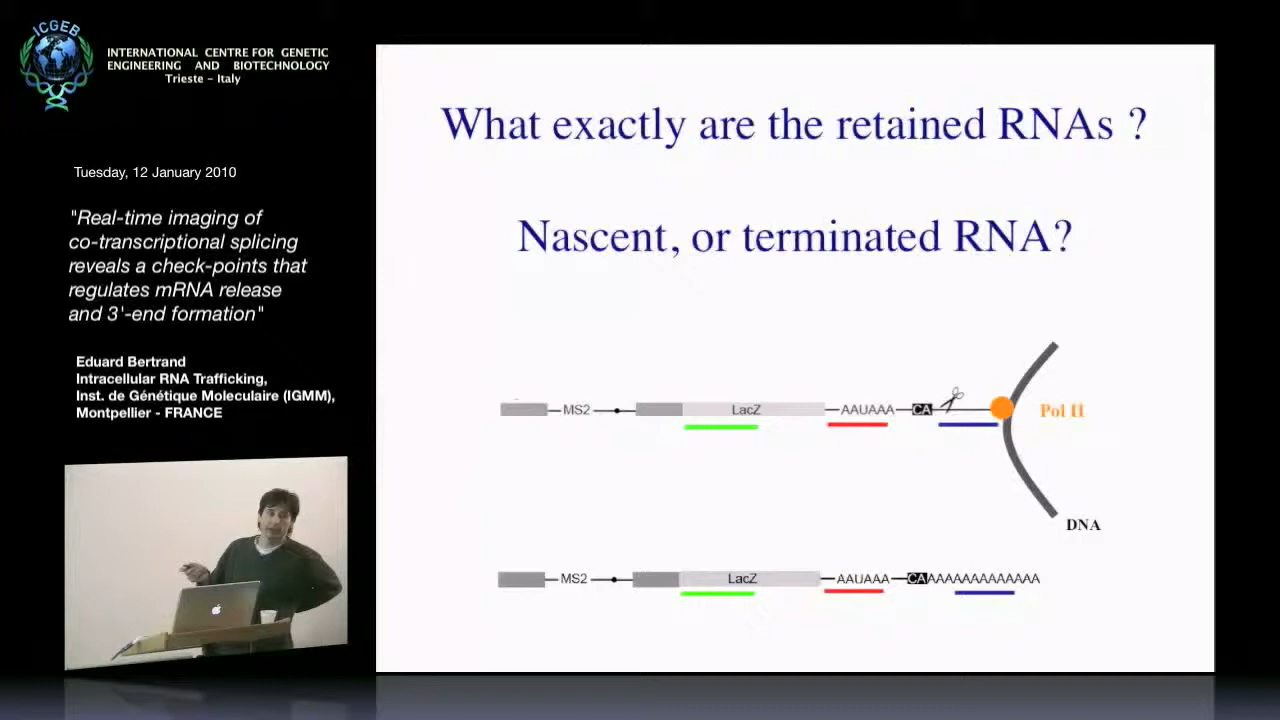 ICGEB
INTERNATIONAL CENTRE FOR GENETIC
ENGINEERING AND BIOTECHNOLOGY
Trieste - Italy
Tuesday, 12 January 2010
"Real-time imaging of
co-transcriptional splicing
reveals a check-points that
regulates mRNA release
and 3'-end formation"
Eduard Bertrand
Intracellular RNA Trafficking,
Inst. de Génétique Moleculaire (IGMM),
Montpellier - FRANCE
What exactly are the retained RNAs ?
Nascent, or terminated RNA?
MS2 LacZ AAUAAA CA Pol II
DNA
MS2 LacZ AAUAAA CAAAAAAAAAAAAAA